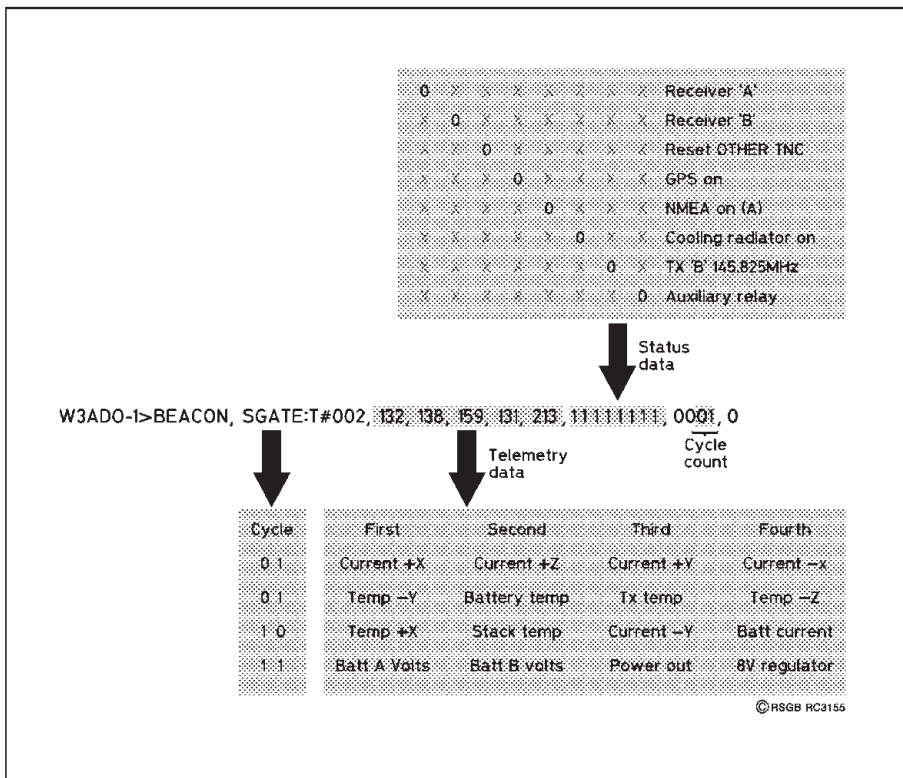 0 X X X X X X X Receiver 'A'
X 0 X X X X X X Receiver 'B'
X X 0 X X X X X Reset OTHER TNC
X X X 0 X X X X GPS on
X X X X 0 X X X NMEA on (A)
X X X X X 0 X X Cooling radiator on
X X X X X X 0 X TX 'B' 145.825MHz
X X X X X X X 0 Auxiliary relay
Status
data
W3ADO-1>BEACON, SGATE:T#002, 132, 138, 159, 131, 213, 11111111, 0001, 0
Cycle
count
Telemetry
data
Cycle First Second Third Fourth
0 1 Current +X Current +Z Current +Y Current -x
0 1 Temp -Y Battery temp Tx temp Temp -Z
1 0 Temp +X Stack temp Current -Y Batt current
1 1 Batt A Volts Batt B volts Power out 8V regulator
© RSGB RC3155